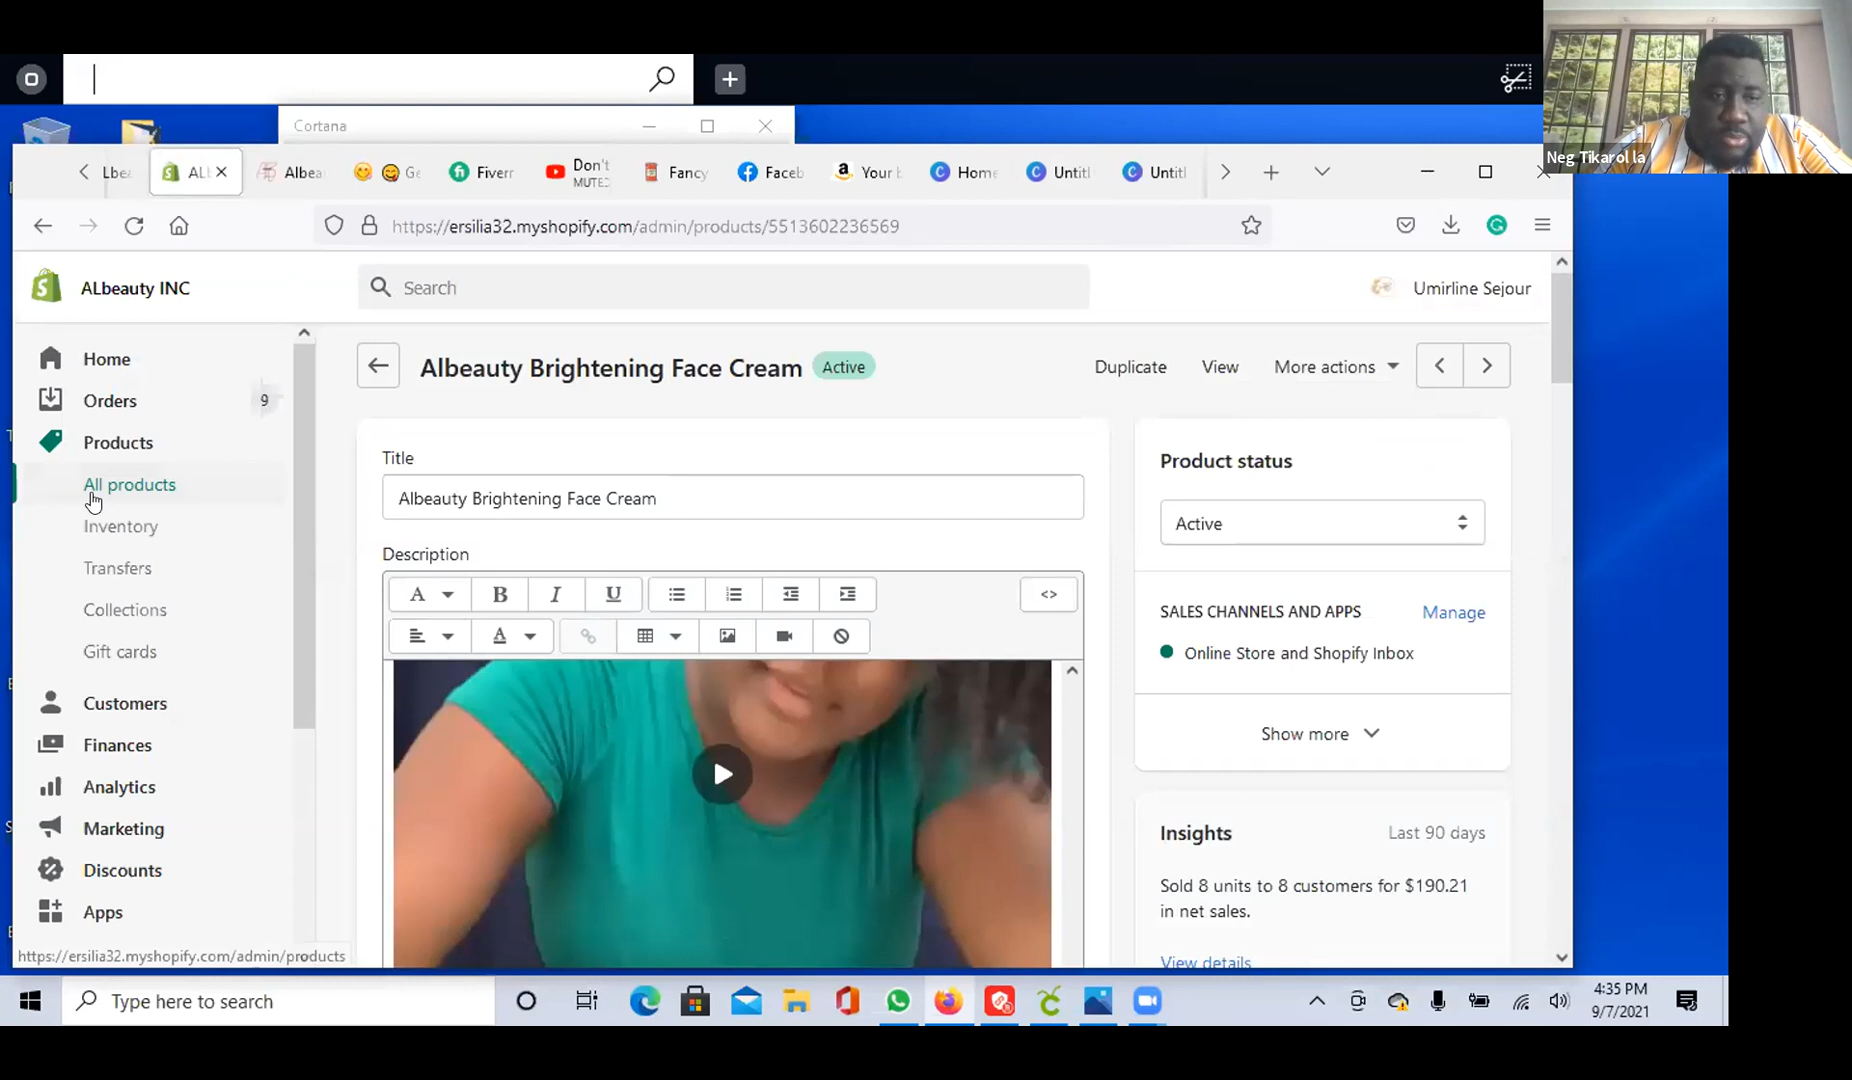 Neg Tikarol la
Cortana
Lbea
ALl
Albea
Ge
Fiverr
Don't
MUTED
Fancy
Faceb
Your b
Home
Untitl
Untitl
https://ersilia32.myshopify.com/admin/products/5513602236569
ALbeauty INC
Search
Umirline Sejour
Home
Orders
9
Products
All products
Inventory
Transfers
Collections
Gift cards
Customers
Finances
Analytics
Marketing
Discounts
Apps
https://ersilia32.myshopify.com/admin/products
Albeauty Brightening Face Cream
Active
Duplicate
View
More actions
Title
Albeauty Brightening Face Cream
Description
A
B
I
U
<>
A
Product status
Active
SALES CHANNELS AND APPS
Manage
Online Store and Shopify Inbox
Show more
Insights
Last 90 days
Sold 8 units to 8 customers for $190.21
in net sales.
View details
Type here to search
4:35 PM
9/7/2021